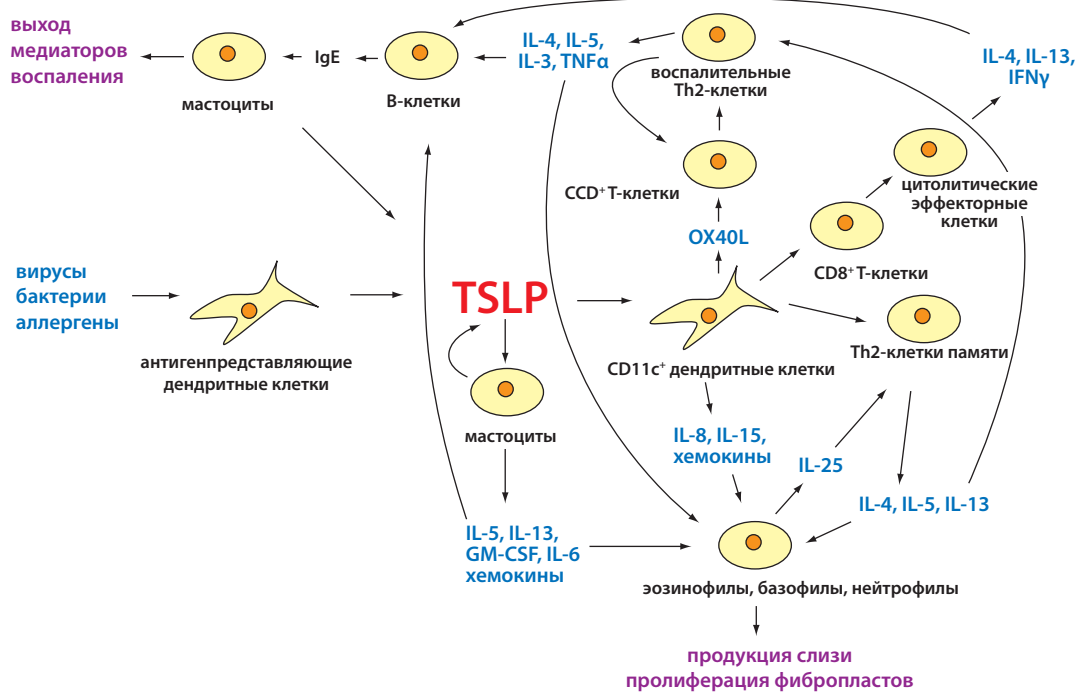 выход
медиаторов
воспаления
мастоциты
IgE
В-клетки
IL-4, IL-5,
IL-3, TNFα
воспалительные
Th2-клетки
IL-4, IL-13,
IFNγ
CCD⁺ Т-клетки
цитолитические
эффекторные
клетки
OX40L
CD8⁺ Т-клетки
вирусы
бактерии
аллергены
антигенпредставляющие
дендритные клетки
TSLP
CD11c⁺ дендритные клетки
Th2-клетки памяти
мастоциты
IL-8, IL-15,
хемокины
IL-25
IL-4, IL-5, IL-13
IL-5, IL-13,
GM-CSF, IL-6
хемокины
эозинофилы, базофилы, нейтрофилы
продукция слизи
пролиферация фибропластов